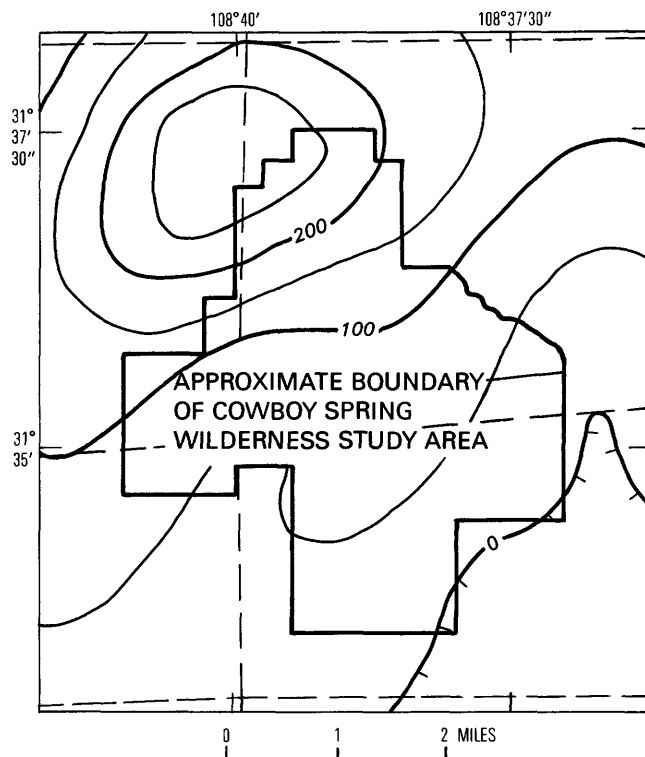 108°40′ 108°37′30″
31°
37′
30″
200
100
APPROXIMATE BOUNDARY
OF COWBOY SPRING
WILDERNESS STUDY AREA
31°
35′
0
0 1 2 MILES